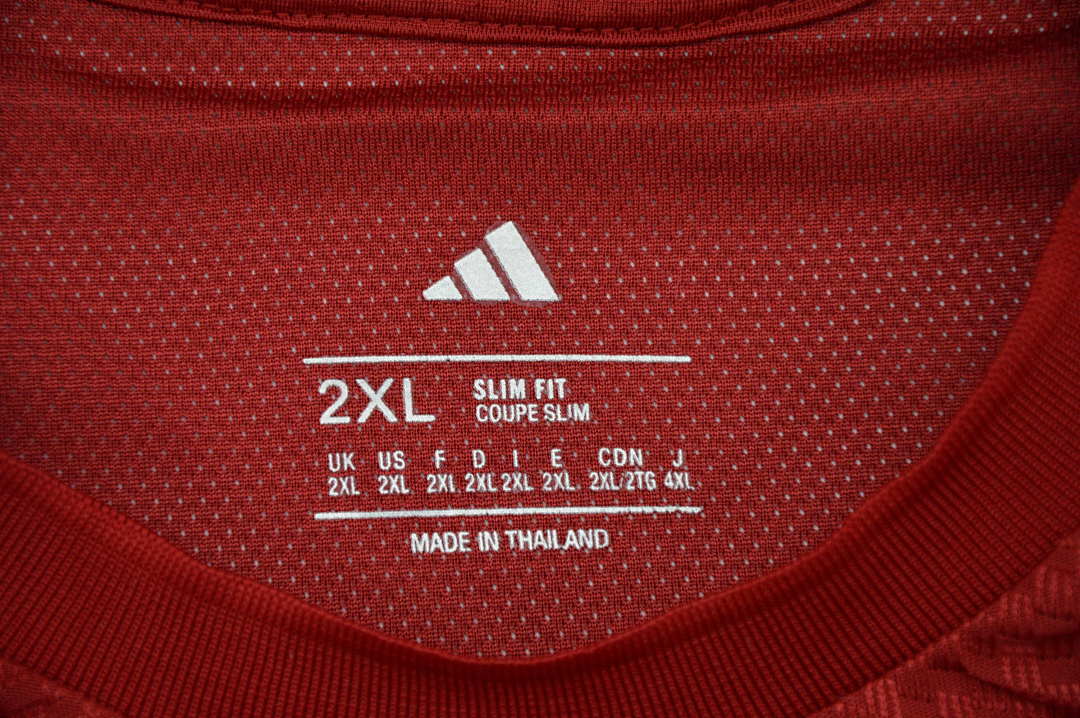 2XL SLIM FIT
COUPE SLIM
UK US F D I E CDN J
2XL 2XL 2XL 2XL 2XL 2XL 2XL/2TG 4XL
MADE IN THAILAND